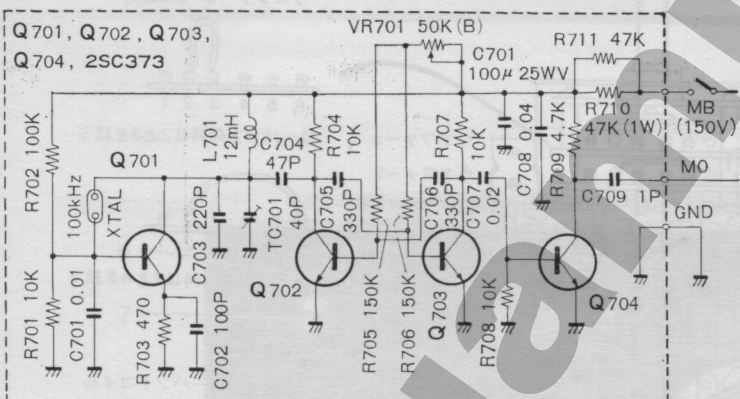 Q701, Q702, Q703,
Q704, 2SC373
VR701 50K(B)
C701
100μ 25WV
R711 47K
R710
47K(1W)
MB
(150V)
MO
GND
R702 100K
100kHz
XTAL
Q701
L701
12mH
C704
47P
R704
10K
R707
10K
C708 0.04
R709 4.7K
C709 1P
C703 220P
TC701
40P
C705
330P
C706
330P
C707
0.02
Q702
Q703
Q704
R701 10K
C701 0.01
R703 470
C702 100P
R705 150K
R706 150K
R708 10K